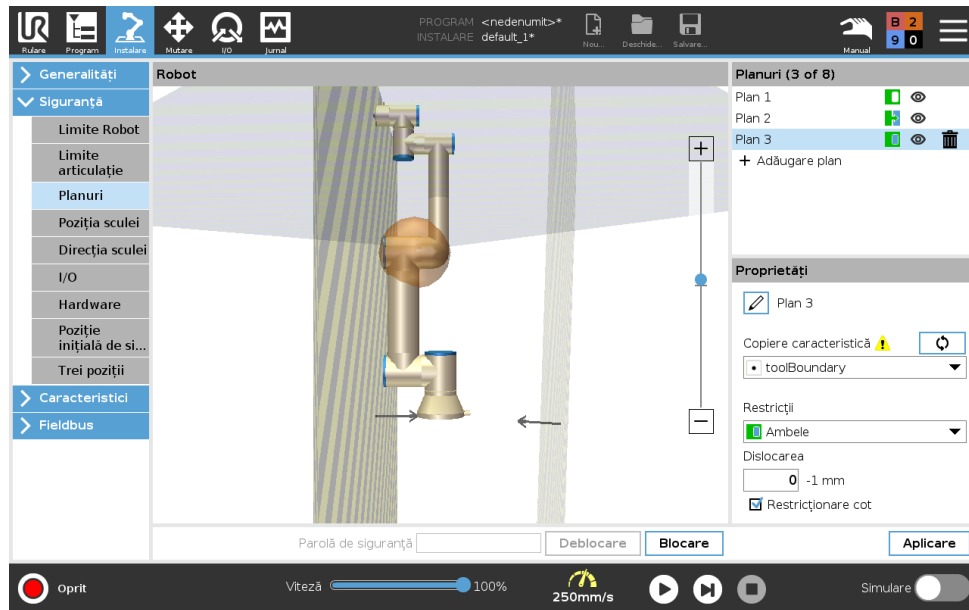 PROGRAM <nedenumit>*
INSTALARE default_1*
Rulare
Program
Instalare
Mutare
I/O
Jurnal
Nou...
Deschide...
Salvare...
Manual
B 2
9 0
Generalități
Siguranță
Limite Robot
Limite
articulație
Planuri
Poziția sculei
Direcția sculei
I/O
Hardware
Poziție
inițială de si...
Trei poziții
Caracteristici
Fieldbus
Robot
Planuri (3 of 8)
Plan 1
Plan 2
Plan 3
+ Adăugare plan
Proprietăți
Plan 3
Copiere caracteristică
toolBoundary
Restricții
Ambele
Dislocarea
0 -1 mm
Restricționare cot
Parolă de siguranță
Deblocare
Blocare
Aplicare
Oprit
Viteză
100%
250mm/s
Simulare